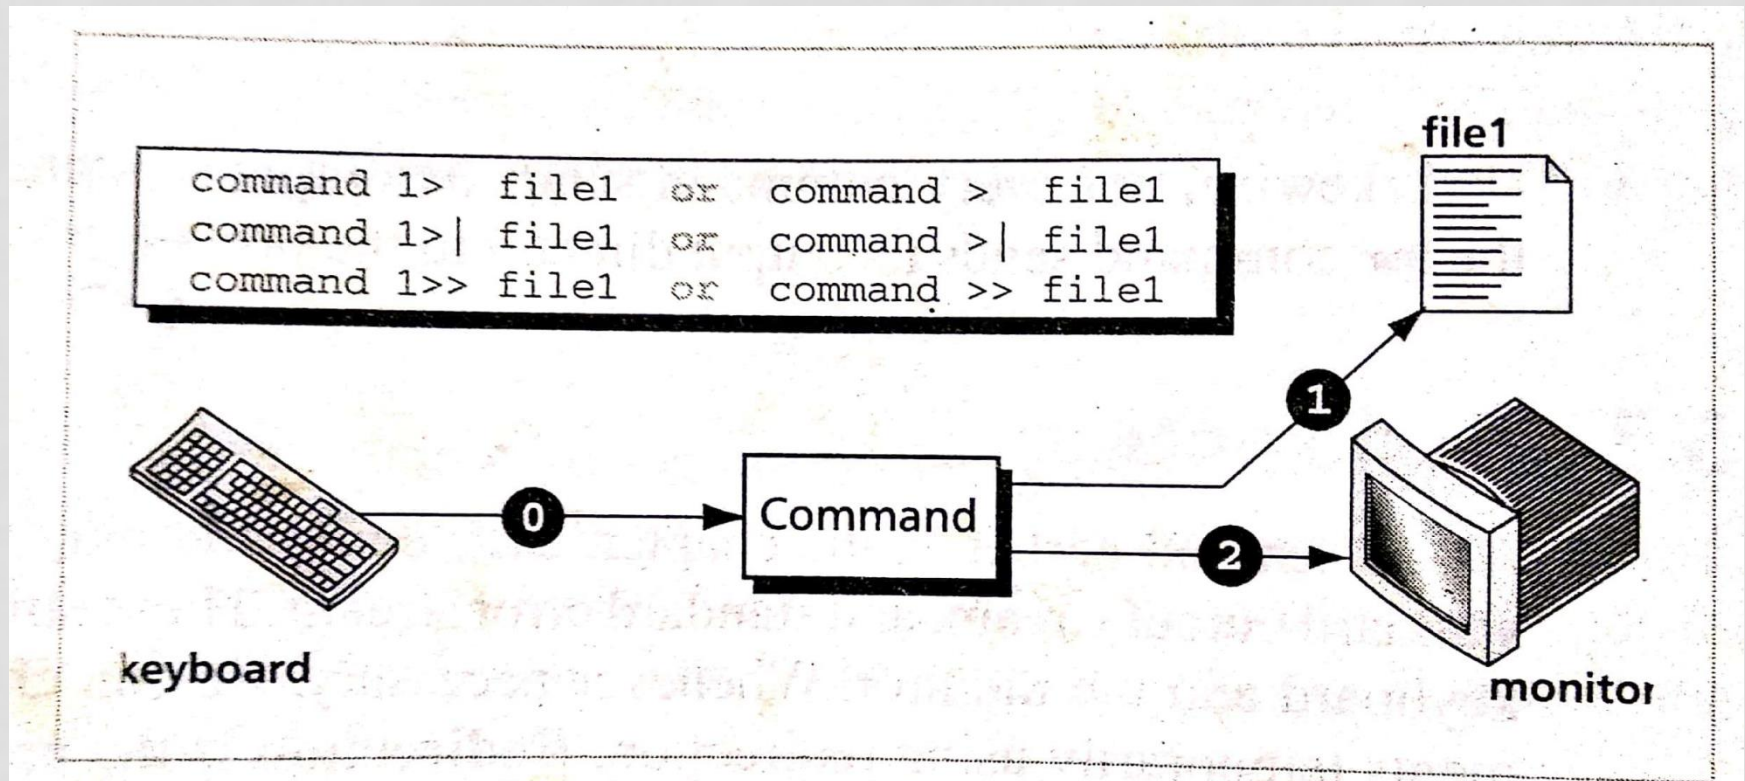 file1
command 1>  file1  or  command >  file1
command 1>| file1  or  command >| file1
command 1>> file1  or  command >> file1
1
0
Command
2
keyboard
monitor